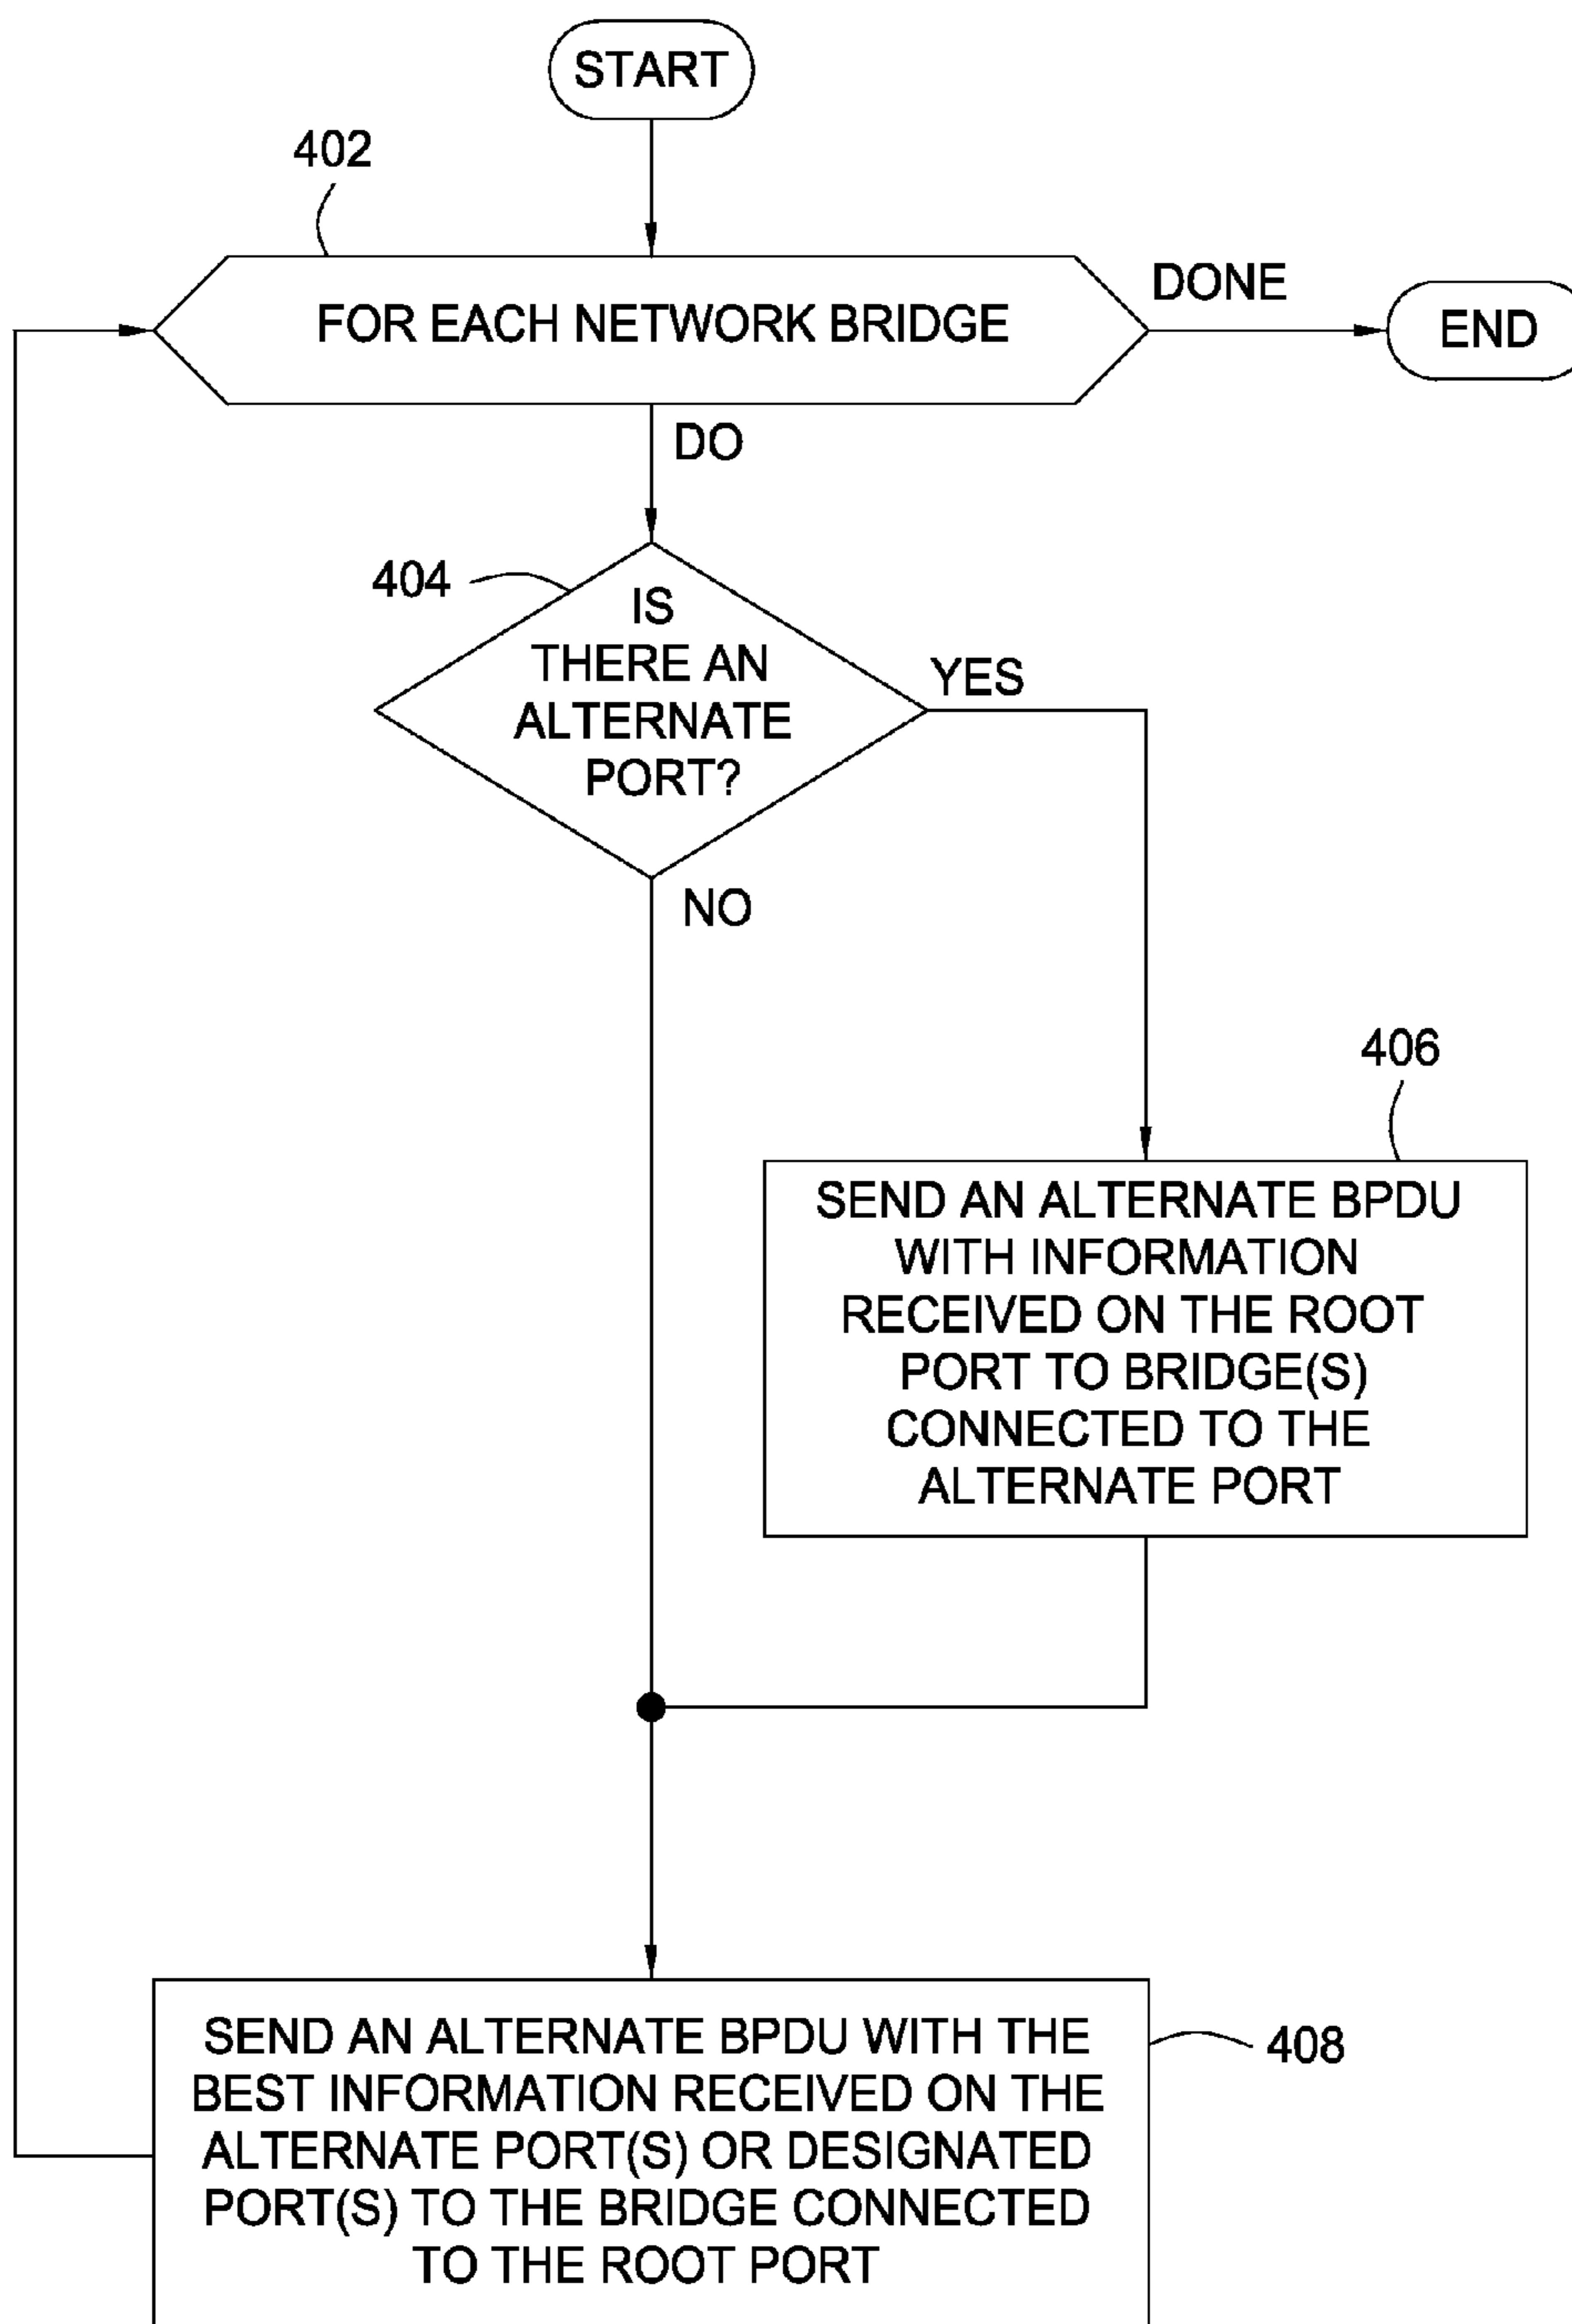 START
402
FOR EACH NETWORK BRIDGE
DONE
END
DO
404
IS
THERE AN
ALTERNATE
PORT?
YES
NO
406
SEND AN ALTERNATE BPDU
WITH INFORMATION
RECEIVED ON THE ROOT
PORT TO BRIDGE(S)
CONNECTED TO THE
ALTERNATE PORT
SEND AN ALTERNATE BPDU WITH THE
BEST INFORMATION RECEIVED ON THE
ALTERNATE PORT(S) OR DESIGNATED
PORT(S) TO THE BRIDGE CONNECTED
TO THE ROOT PORT
408